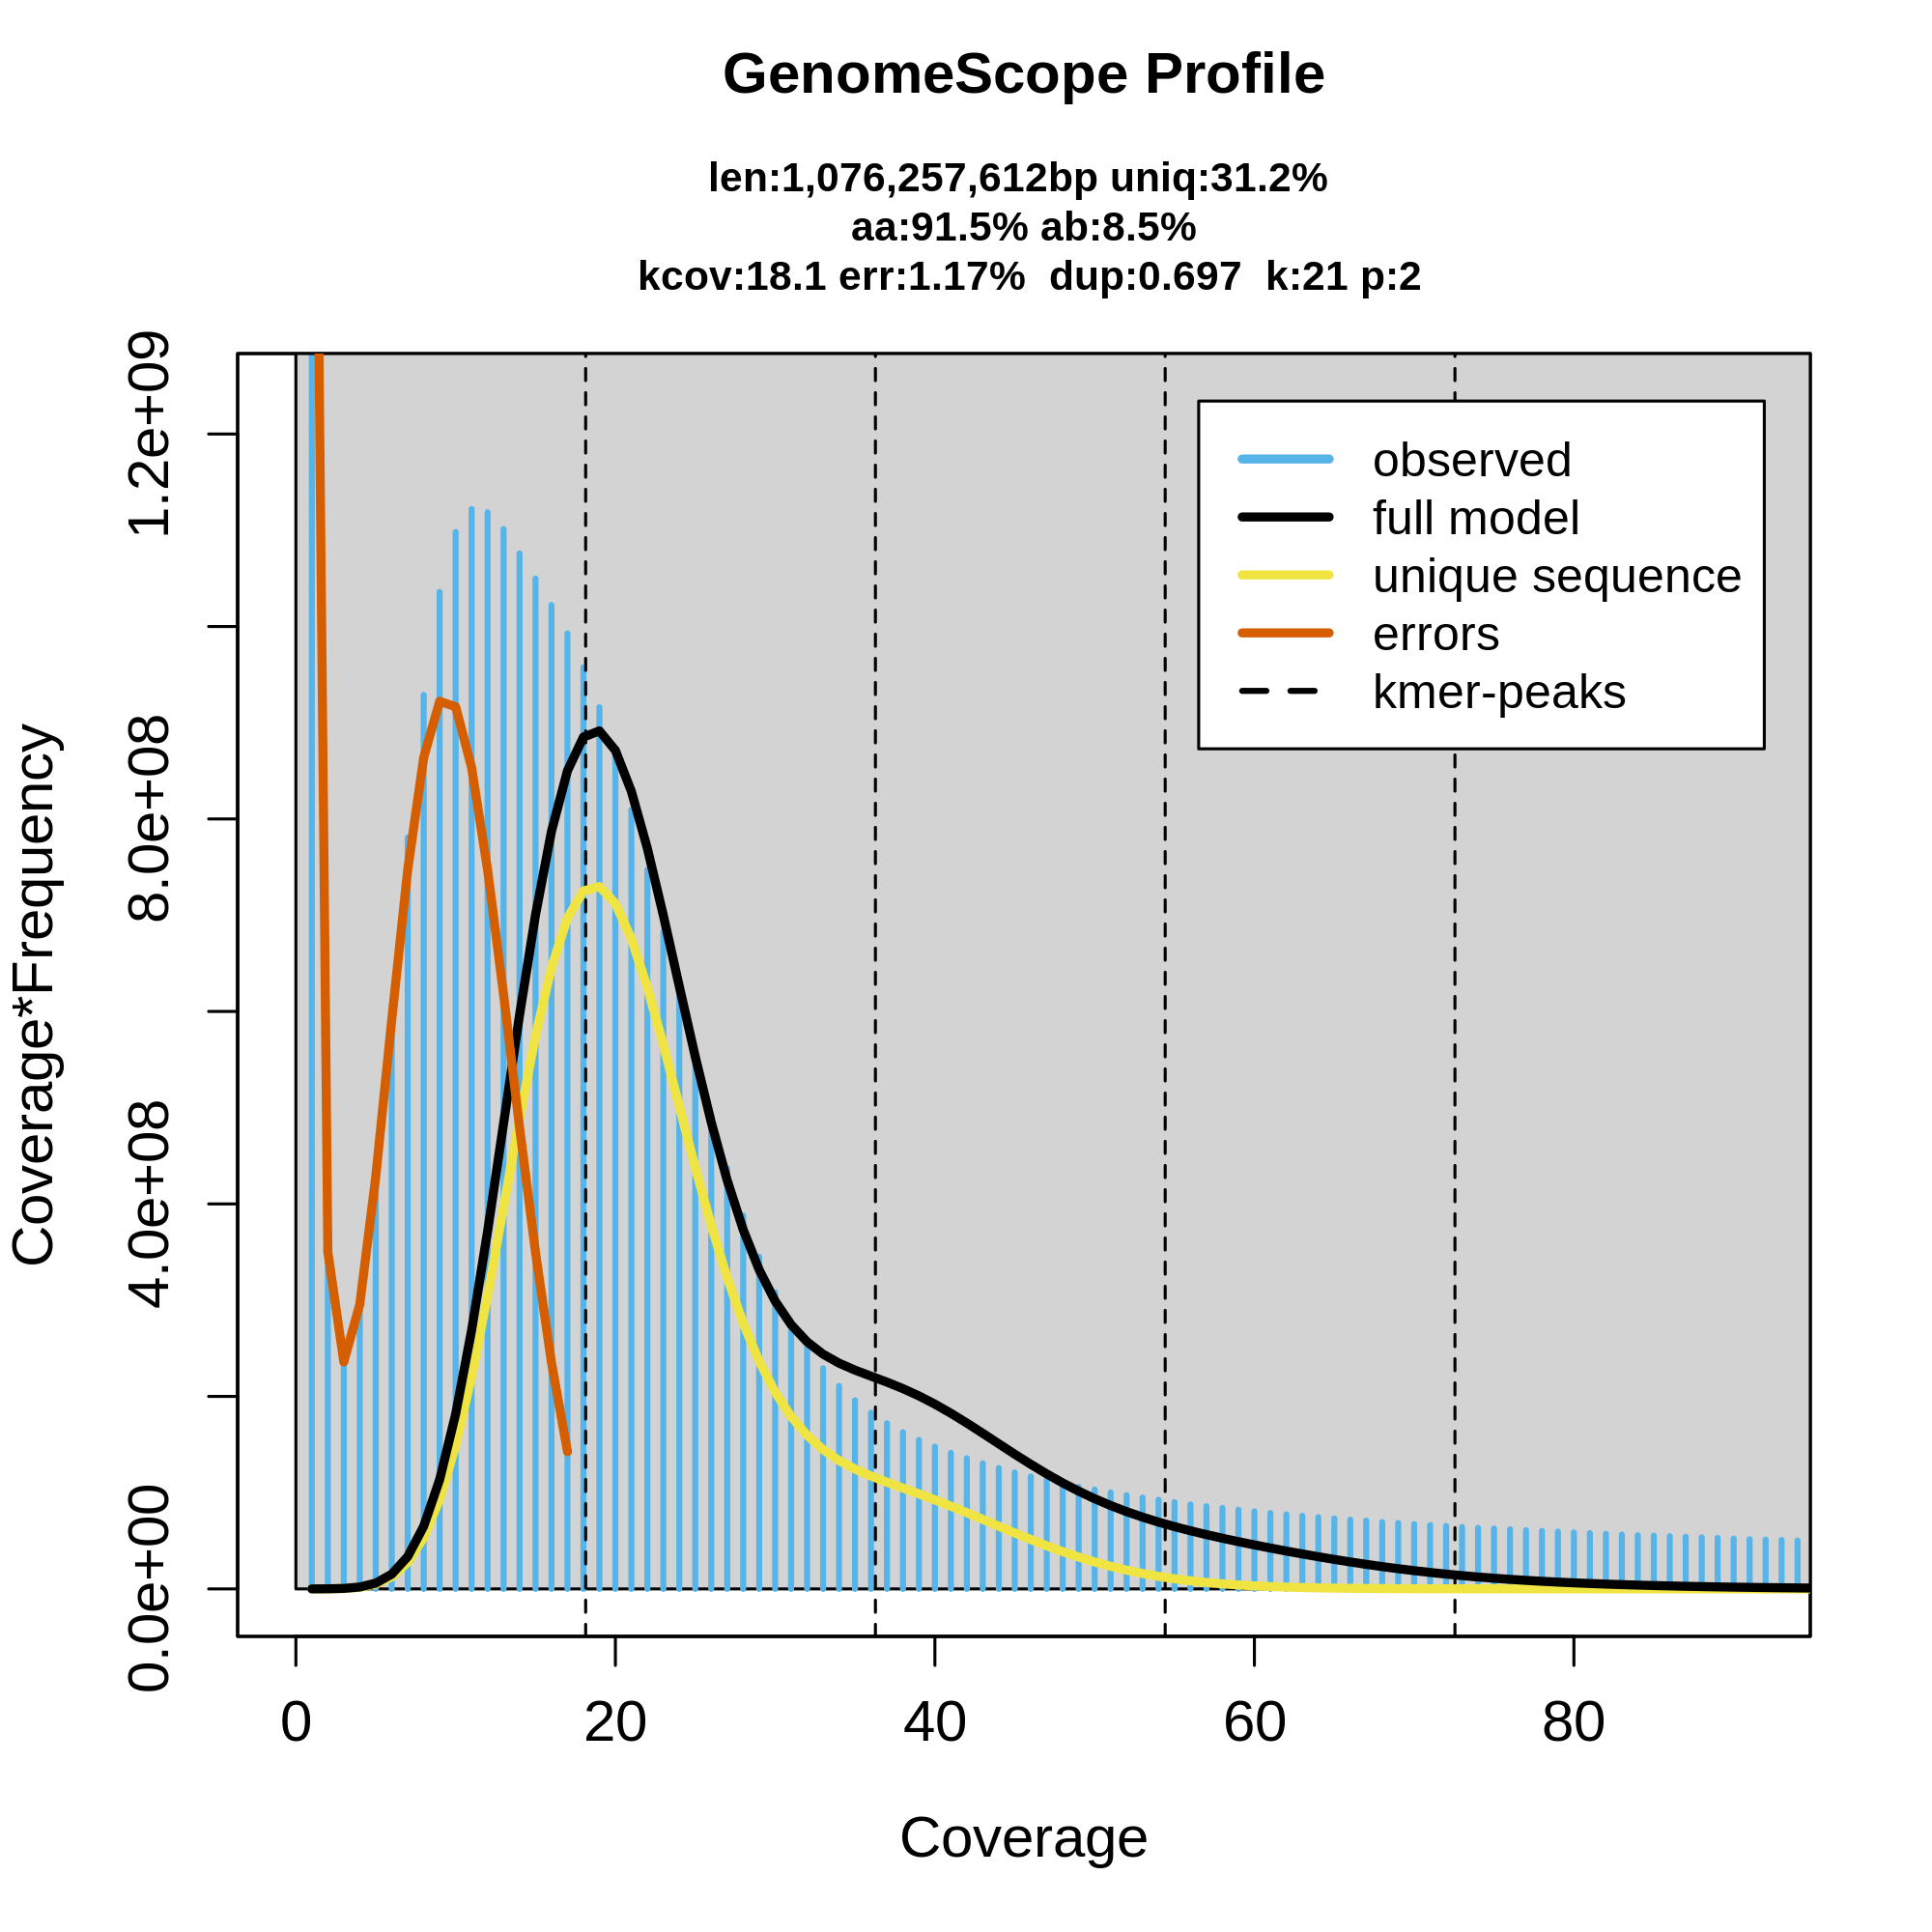 GenomeScope Profile
len:1,076,257,612bp uniq:31.2%
aa:91.5% ab:8.5%
kcov:18.1 err:1.17%  dup:0.697  k:21 p:2
observed
full model
unique sequence
errors
kmer-peaks
Coverage*Frequency
1.2e+09
8.0e+08
4.0e+08
0.0e+00
0 20 40 60 80
Coverage